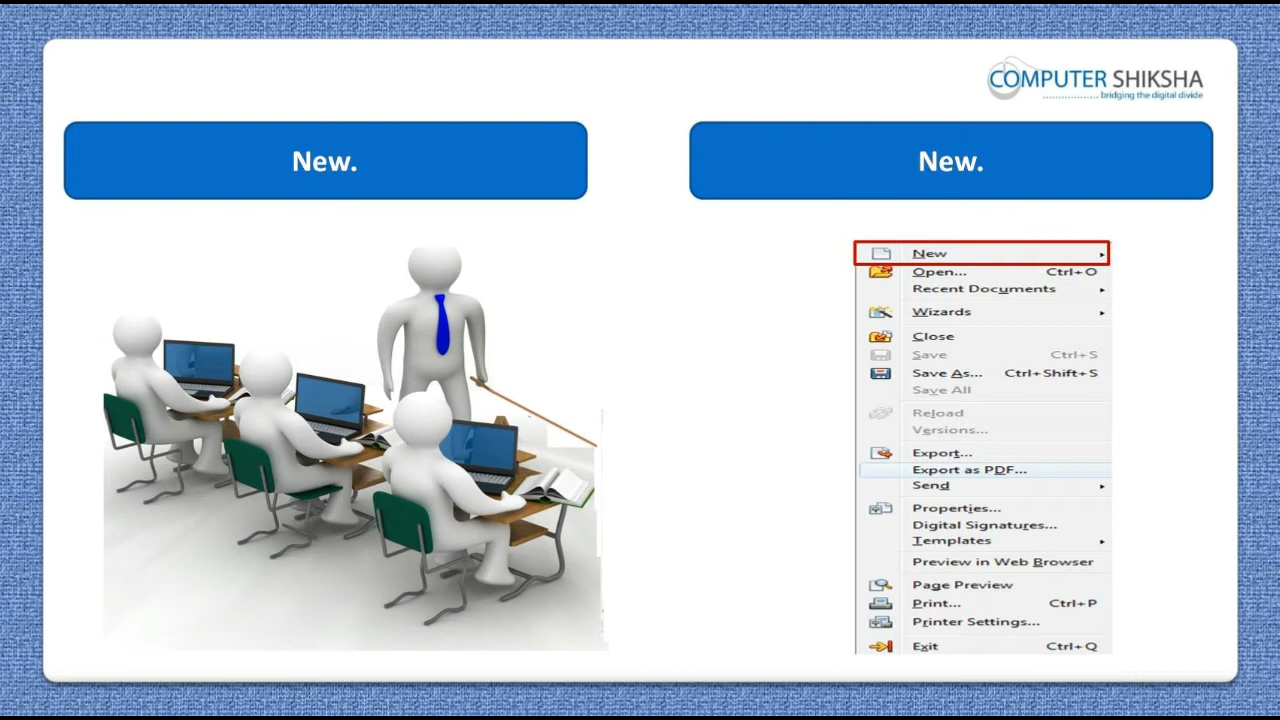 COMPUTER SHIKSHA
bridging the digital divide
New.
New.
New
Open... Ctrl+O
Recent Documents
Wizards
Close
Save Ctrl+S
Save As... Ctrl+Shift+S
Save All
Reload
Versions...
Export...
Export as PDF...
Send
Properties...
Digital Signatures...
Templates
Preview in Web Browser
Page Preview
Print... Ctrl+P
Printer Settings...
Exit Ctrl+Q